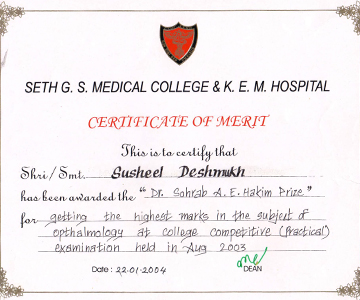 SETH G. S. MEDICAL COLLEGE & K. E. M. HOSPITAL
CERTIFICATE OF MERIT
This is to certify that
Shri/Smt. Susheel Deshmukh
has been awarded the "Dr. Sohrab A. E. Hakim Prize."
for getting the highest marks in the subject of
opthalmology at college competitive (practical)
examination held in Aug 2003
Date : 22-01-2004
DEAN